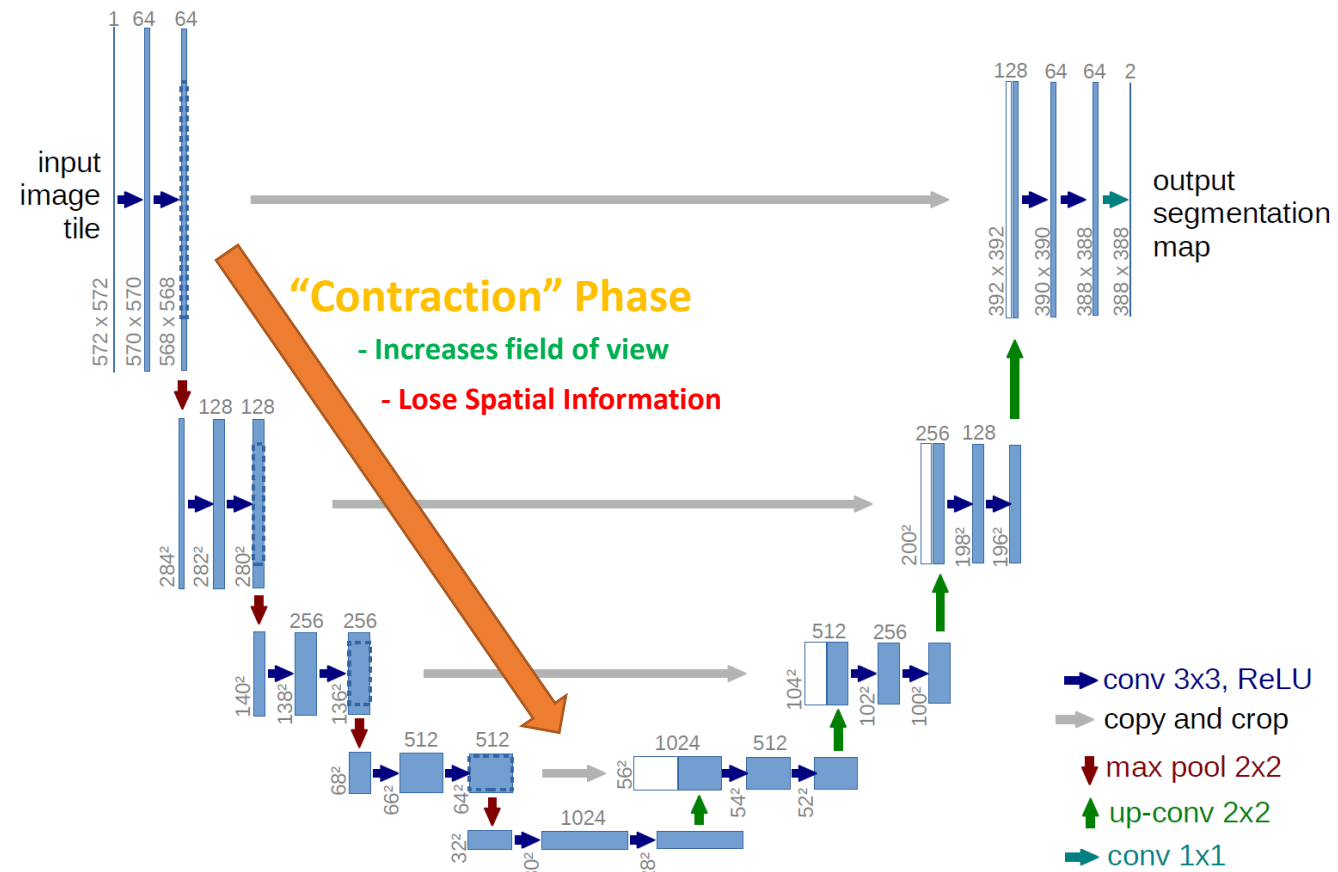 1 64 64
128 64 64 2
input
image
tile
output
segmentation
map
572 x 572
570 x 570
568 x 568
392 x 392
390 x 390
388 x 388
388 x 388
“Contraction” Phase
- Increases field of view
- Lose Spatial Information
128 128
256 128
284²
282²
280²
200²
198²
196²
256 256
512 256
140²
138²
136²
104²
102²
100²
512 512
1024 512
68²
66²
64²
56²
54²
52²
1024
32²
conv 3x3, ReLU
copy and crop
max pool 2x2
up-conv 2x2
conv 1x1